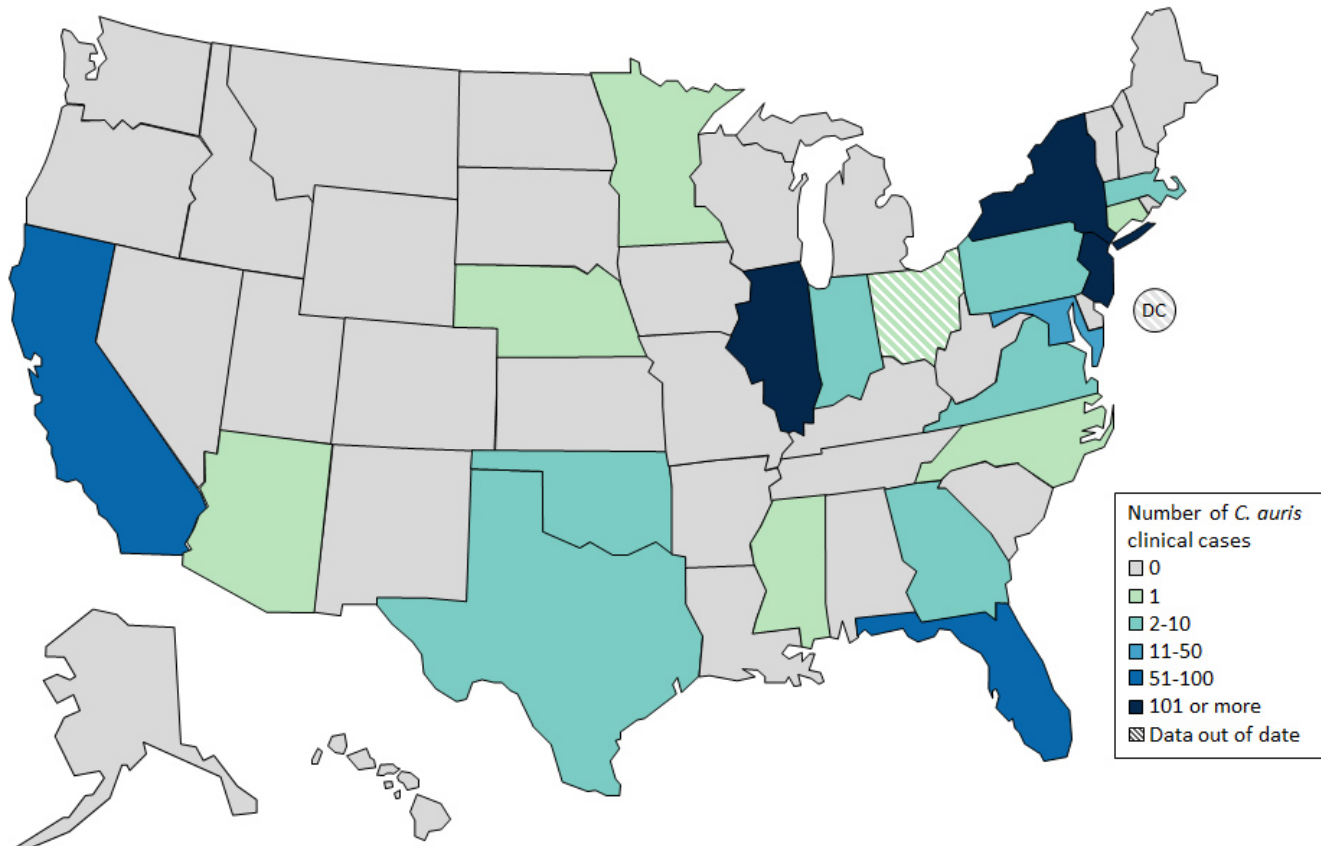 DC
Number of C. auris
clinical cases
0
1
2-10
11-50
51-100
101 or more
Data out of date